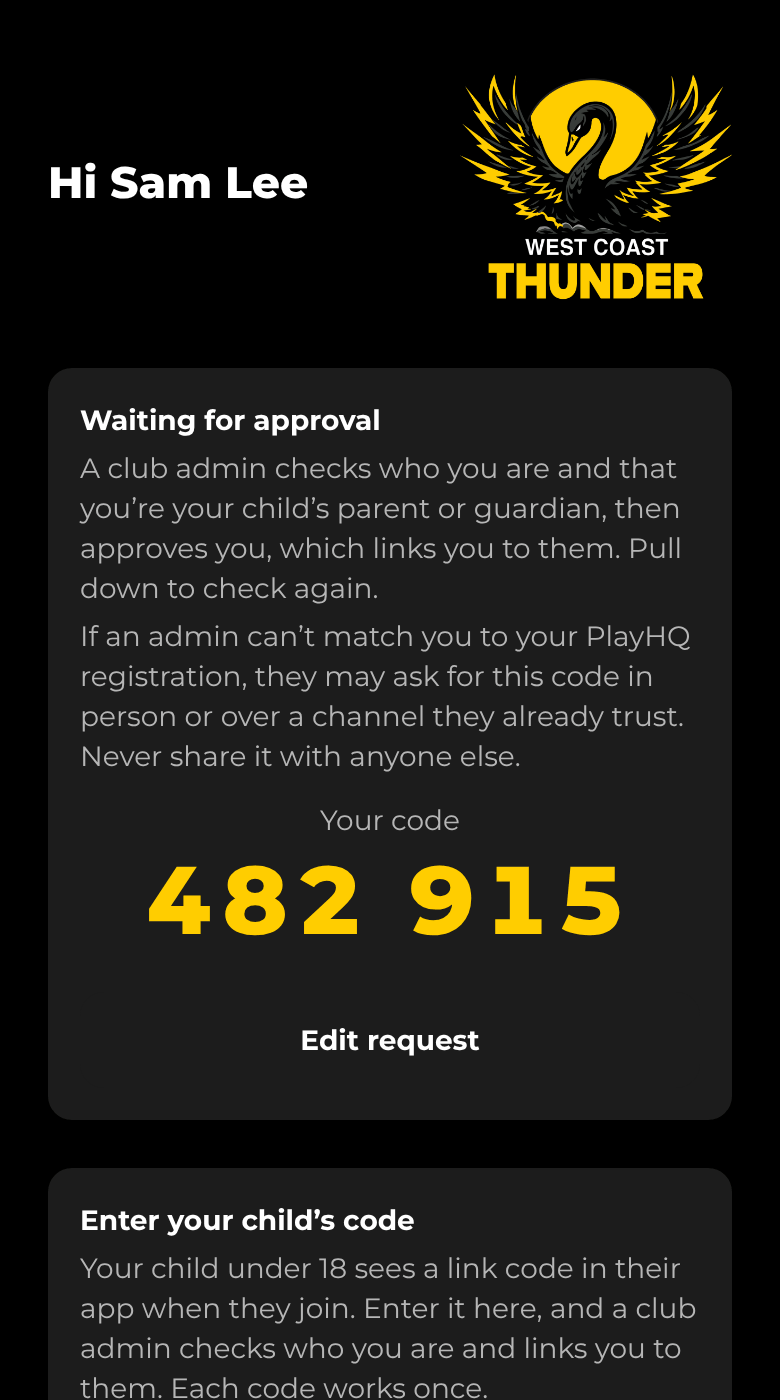 Hi Sam Lee
WEST COAST
THUNDER
Waiting for approval
A club admin checks who you are and that
you’re your child’s parent or guardian, then
approves you, which links you to them. Pull
down to check again.
If an admin can’t match you to your PlayHQ
registration, they may ask for this code in
person or over a channel they already trust.
Never share it with anyone else.
Your code
482 915
Edit request
Enter your child’s code
Your child under 18 sees a link code in their
app when they join. Enter it here, and a club
admin checks who you are and links you to
them. Each code works once.